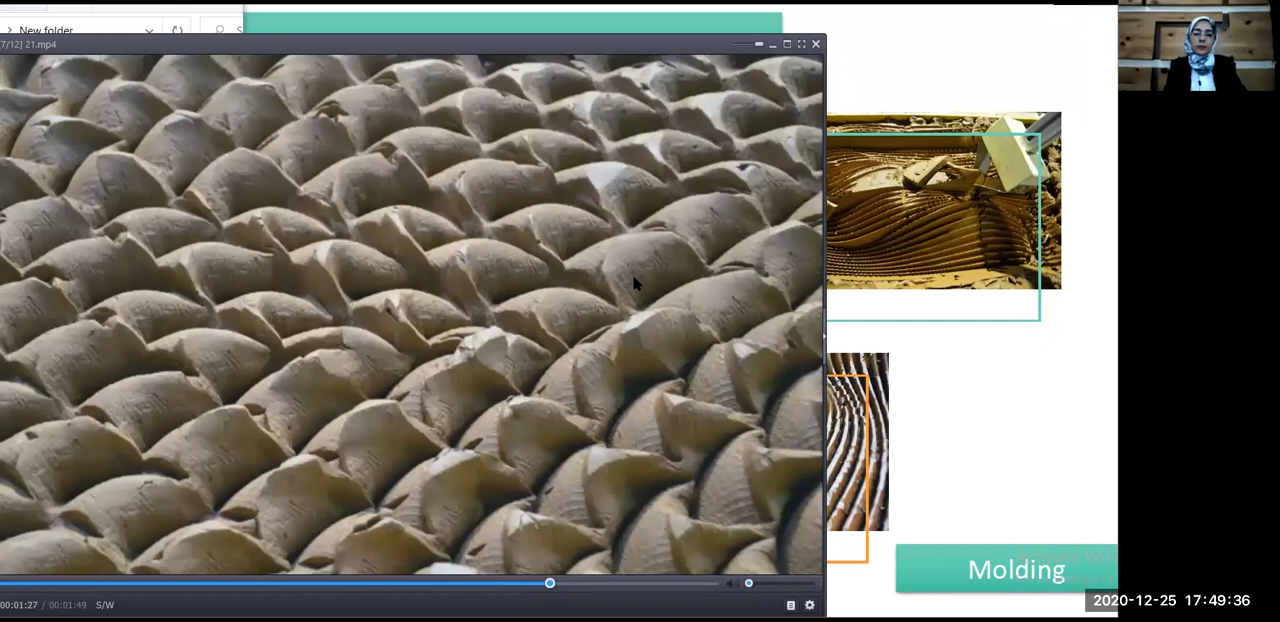 New folder
7/12] 21.mp4
00:01:27 / 00:01:49 S/W
Molding
2020-12-25 17:49:36